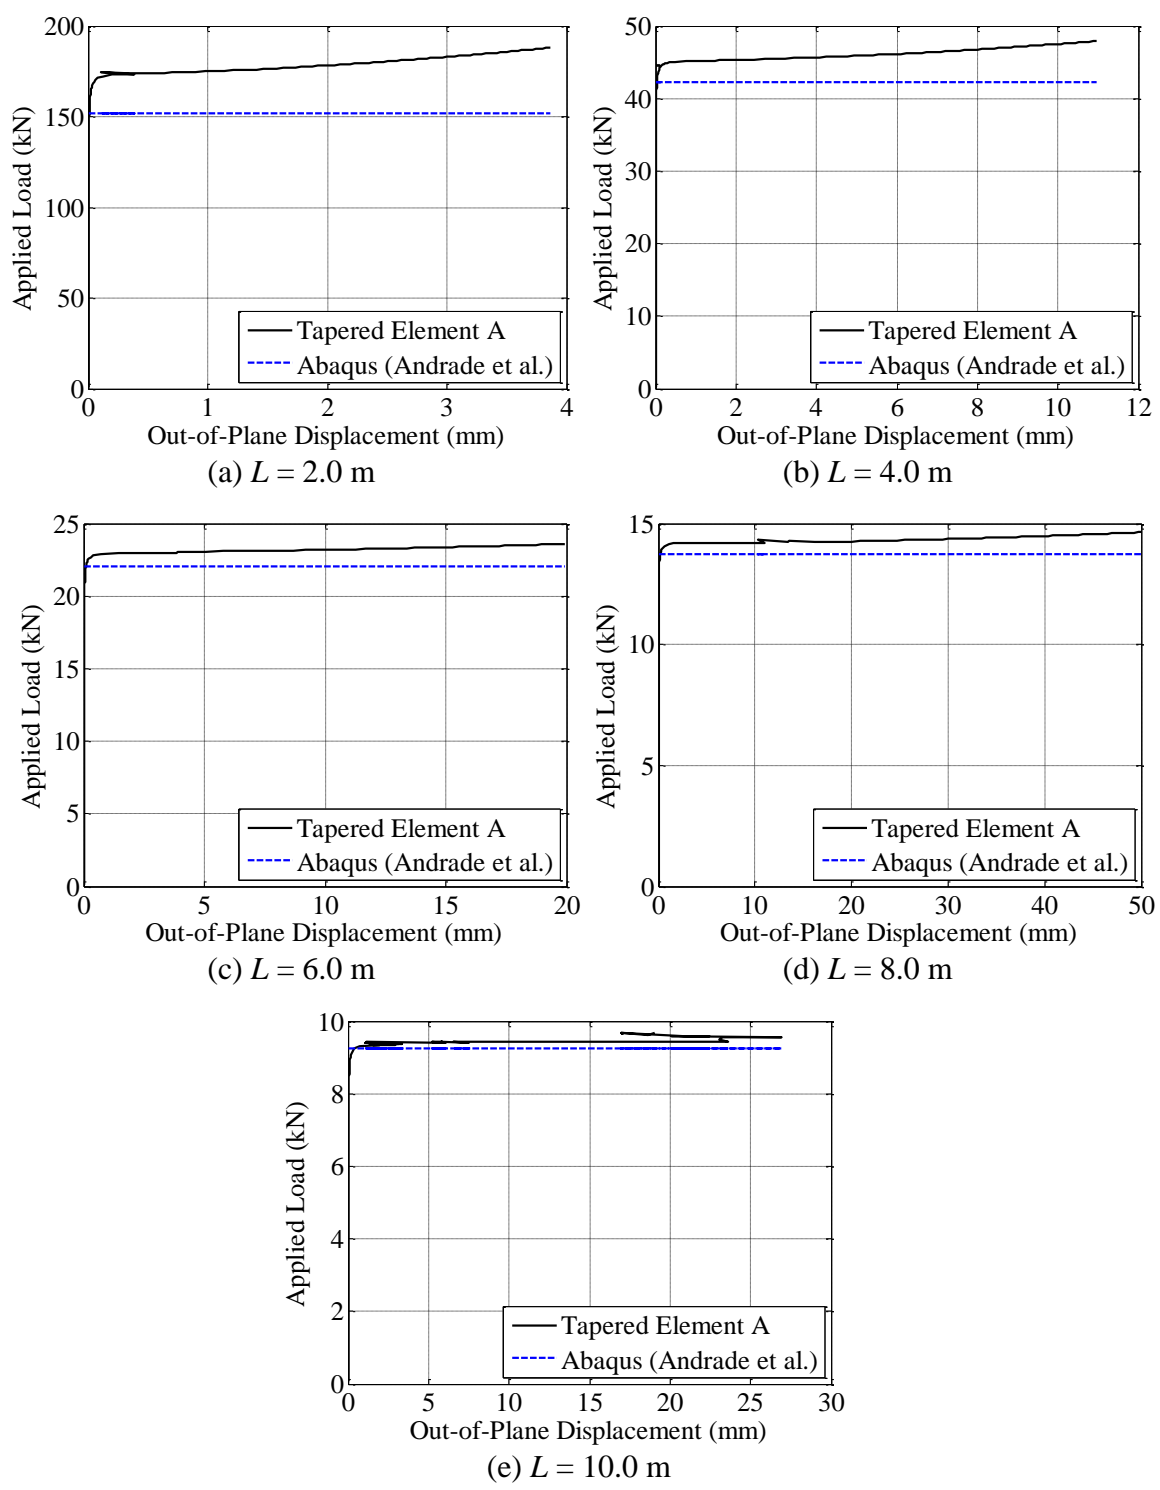 Applied Load (kN)
200
150
100
50
0
0 1 2 3 4
Tapered Element A
Abaqus (Andrade et al.)
Out-of-Plane Displacement (mm)
(a) L = 2.0 m
Applied Load (kN)
50
40
30
20
10
0
0 2 4 6 8 10 12
Tapered Element A
Abaqus (Andrade et al.)
Out-of-Plane Displacement (mm)
(b) L = 4.0 m
Applied Load (kN)
25
20
15
10
5
0
0 5 10 15 20
Tapered Element A
Abaqus (Andrade et al.)
Out-of-Plane Displacement (mm)
(c) L = 6.0 m
Applied Load (kN)
15
10
5
0
0 10 20 30 40 50
Tapered Element A
Abaqus (Andrade et al.)
Out-of-Plane Displacement (mm)
(d) L = 8.0 m
Applied Load (kN)
10
8
6
4
2
0
0 5 10 15 20 25 30
Tapered Element A
Abaqus (Andrade et al.)
Out-of-Plane Displacement (mm)
(e) L = 10.0 m